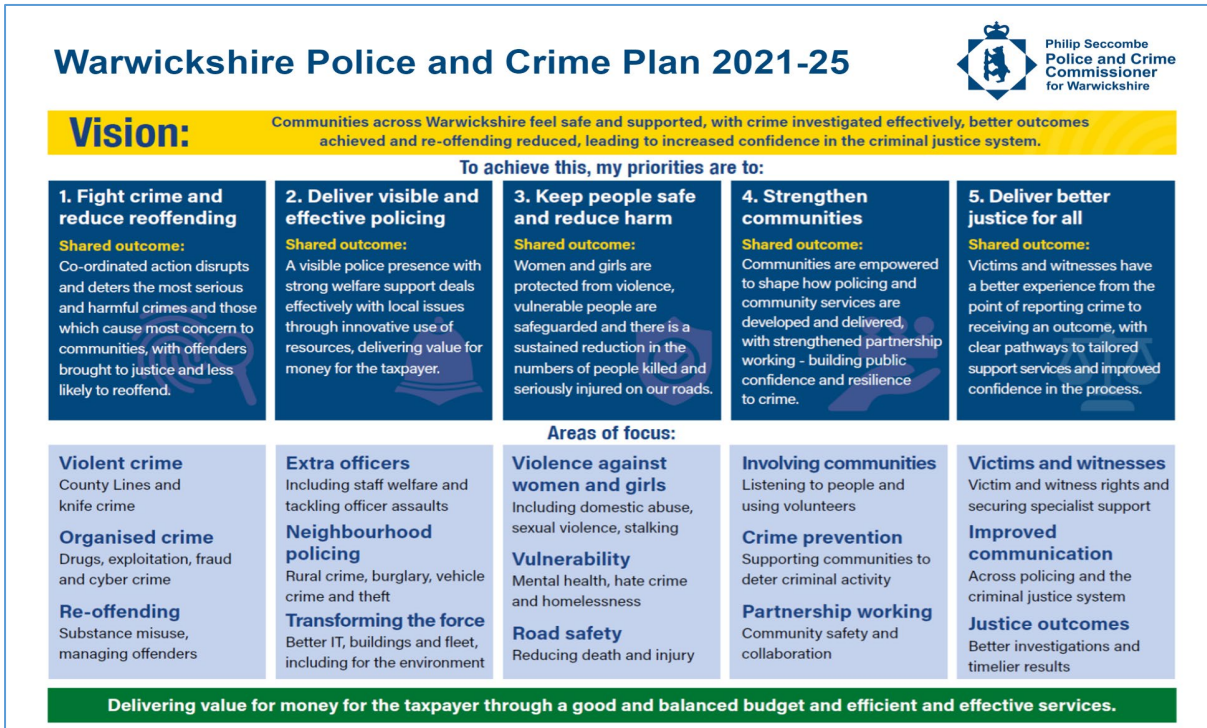 Warwickshire Police and Crime Plan 2021-25
Philip Seccombe
Police and Crime
Commissioner
for Warwickshire
Vision:
Communities across Warwickshire feel safe and supported, with crime investigated effectively, better outcomes
achieved and re-offending reduced, leading to increased confidence in the criminal justice system.
To achieve this, my priorities are to:
1. Fight crime and
reduce reoffending
Shared outcome:
Co-ordinated action disrupts
and deters the most serious
and harmful crimes and those
which cause most concern to
communities, with offenders
brought to justice and less
likely to reoffend.
2. Deliver visible and
effective policing
Shared outcome:
A visible police presence with
strong welfare support deals
effectively with local issues
through innovative use of
resources, delivering value for
money for the taxpayer.
3. Keep people safe
and reduce harm
Shared outcome:
Women and girls are
protected from violence,
vulnerable people are
safeguarded and there is a
sustained reduction in the
numbers of people killed and
seriously injured on our roads.
4. Strengthen
communities
Shared outcome:
Communities are empowered
to shape how policing and
community services are
developed and delivered,
with strengthened partnership
working - building public
confidence and resilience
to crime.
5. Deliver better
justice for all
Shared outcome:
Victims and witnesses have
a better experience from the
point of reporting crime to
receiving an outcome, with
clear pathways to tailored
support services and improved
confidence in the process.
Areas of focus:
Violent crime
County Lines and
knife crime
Organised crime
Drugs, exploitation, fraud
and cyber crime
Re-offending
Substance misuse,
managing offenders
Extra officers
Including staff welfare and
tackling officer assaults
Neighbourhood
policing
Rural crime, burglary, vehicle
crime and theft
Transforming the force
Better IT, buildings and fleet,
including for the environment
Violence against
women and girls
Including domestic abuse,
sexual violence, stalking
Vulnerability
Mental health, hate crime
and homelessness
Road safety
Reducing death and injury
Involving communities
Listening to people and
using volunteers
Crime prevention
Supporting communities to
deter criminal activity
Partnership working
Community safety and
collaboration
Victims and witnesses
Victim and witness rights and
securing specialist support
Improved
communication
Across policing and the
criminal justice system
Justice outcomes
Better investigations and
timelier results
Delivering value for money for the taxpayer through a good and balanced budget and efficient and effective services.